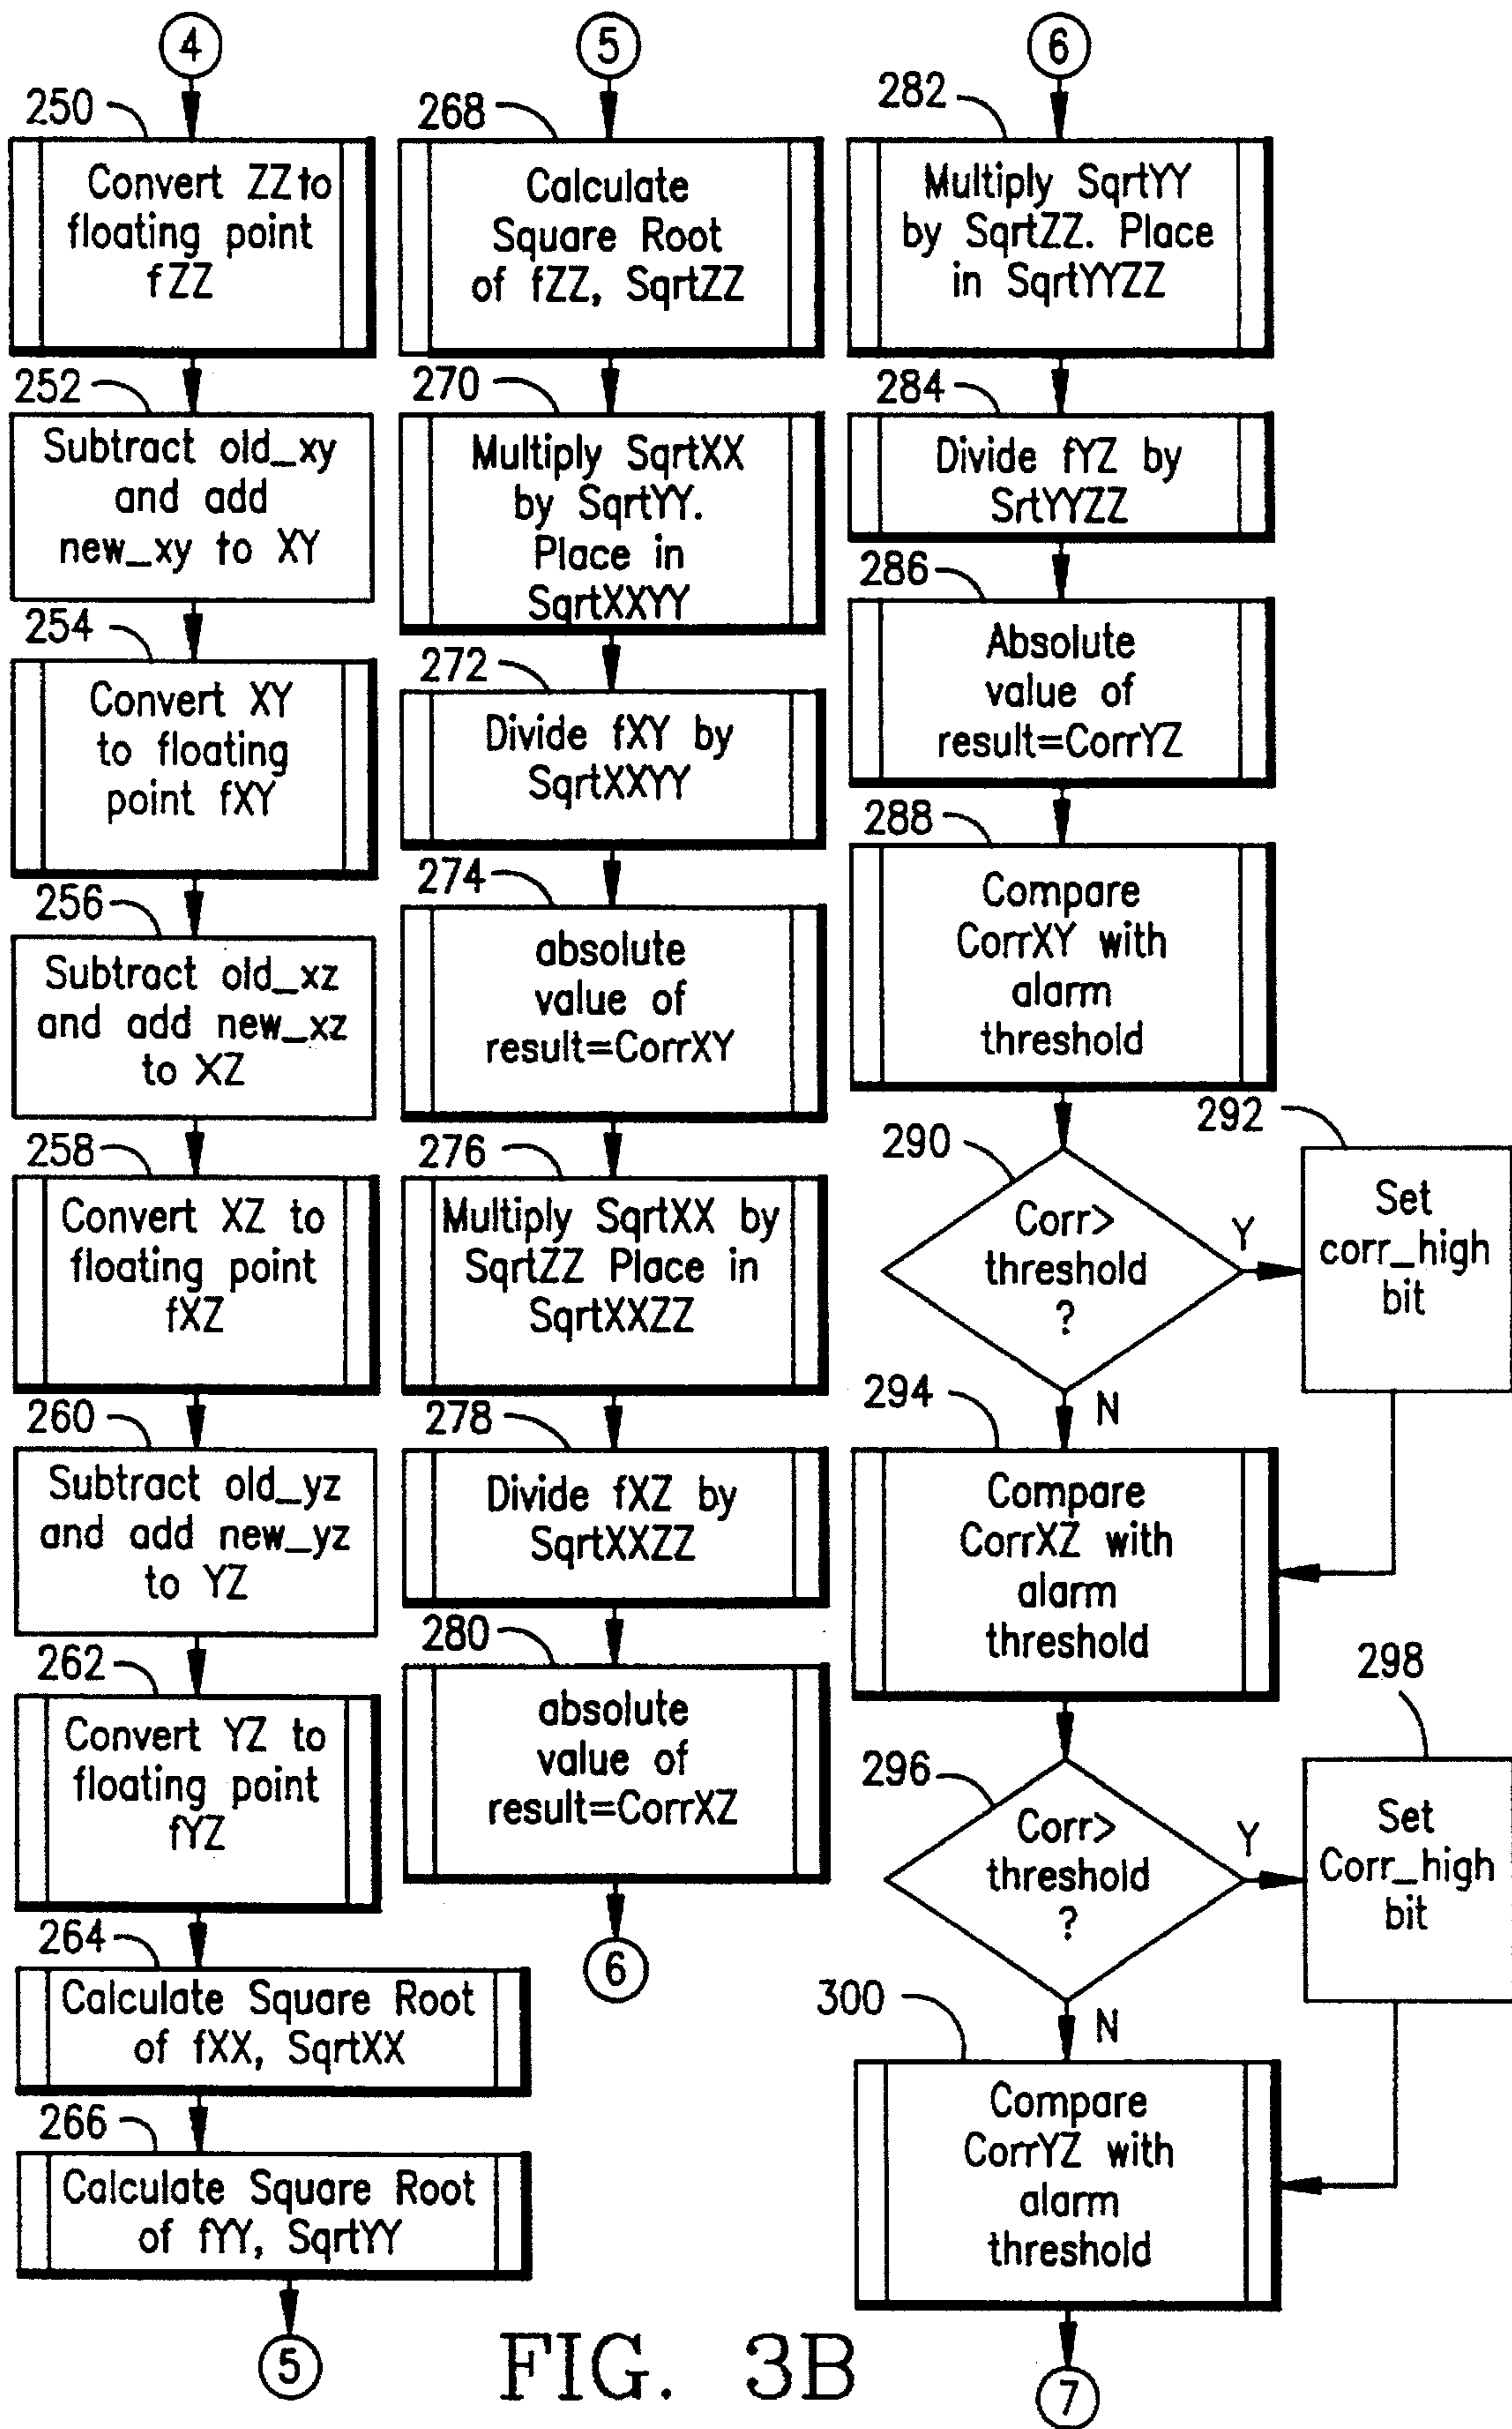 4
250
Convert ZZ to
floating point
fZZ
252
Subtract old_xy
and add
new_xy to XY
254
Convert XY
to floating
point fXY
256
Subtract old_xz
and add new_xz
to XZ
258
Convert XZ to
floating point
fXZ
260
Subtract old_yz
and add new_yz
to YZ
262
Convert YZ to
floating point
fYZ
264
Calculate Square Root
of fXX, SqrtXX
266
Calculate Square Root
of fYY, SqrtYY
5
5
268
Calculate
Square Root
of fZZ, SqrtZZ
270
Multiply SqrtXX
by SqrtYY.
Place in
SqrtXXYY
272
Divide fXY by
SqrtXXYY
274
absolute
value of
result=CorrXY
276
Multiply SqrtXX by
SqrtZZ Place in
SqrtXXZZ
278
Divide fXZ by
SqrtXXZZ
280
absolute
value of
result=CorrXZ
6
6
282
Multiply SqrtYY
by SqrtZZ. Place
in SqrtYYZZ
284
Divide fYZ by
SrtYYZZ
286
Absolute
value of
result=CorrYZ
288
Compare
CorrXY with
alarm
threshold
290
Corr>
threshold
?
Y
N
292
Set
corr_high
bit
294
Compare
CorrXZ with
alarm
threshold
296
Corr>
threshold
?
Y
N
298
Set
Corr_high
bit
300
Compare
CorrYZ with
alarm
threshold
7
FIG. 3B